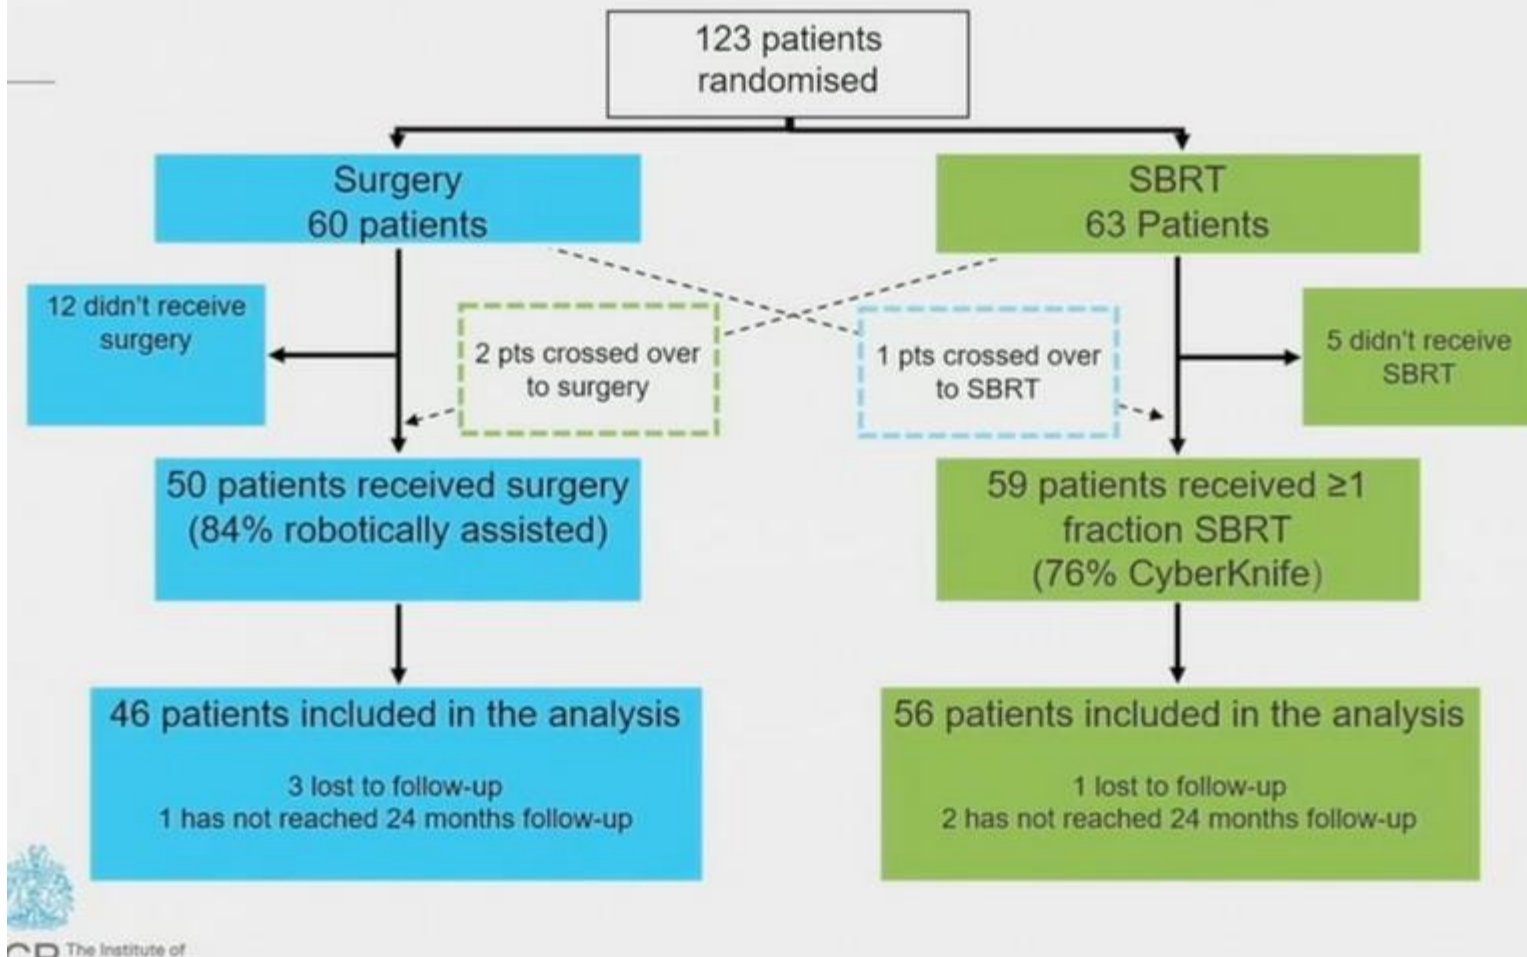 123 patients
randomised
Surgery
60 patients
SBRT
63 Patients
12 didn't receive
surgery
2 pts crossed over
to surgery
1 pts crossed over
to SBRT
5 didn't receive
SBRT
50 patients received surgery
(84% robotically assisted)
59 patients received ≥1
fraction SBRT
(76% CyberKnife)
46 patients included in the analysis
3 lost to follow-up
1 has not reached 24 months follow-up
56 patients included in the analysis
1 lost to follow-up
2 has not reached 24 months follow-up
The Institute of